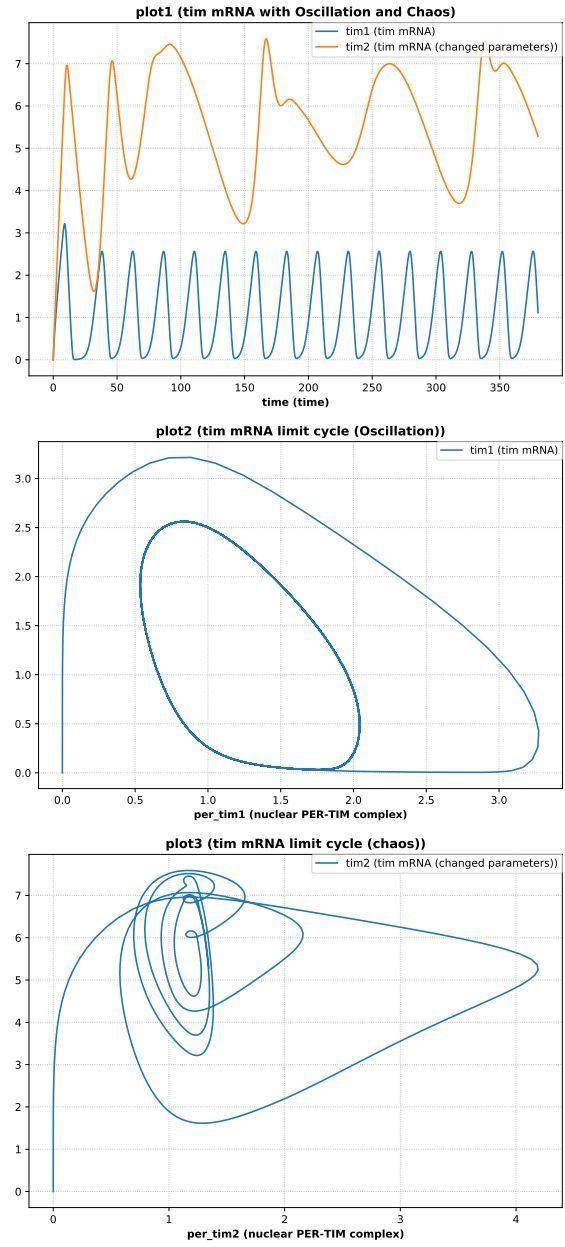 plot1 (tim mRNA with Oscillation and Chaos)
tim1 (tim mRNA)
tim2 (tim mRNA (changed parameters))
7
6
5
4
3
2
1
0
0 50 100 150 200 250 300 350
time (time)
plot2 (tim mRNA limit cycle (Oscillation))
tim1 (tim mRNA)
3.0
2.5
2.0
1.5
1.0
0.5
0.0
0.0 0.5 1.0 1.5 2.0 2.5 3.0
per_tim1 (nuclear PER-TIM complex)
plot3 (tim mRNA limit cycle (chaos))
tim2 (tim mRNA (changed parameters))
7
6
5
4
3
2
1
0
0 1 2 3 4
per_tim2 (nuclear PER-TIM complex)